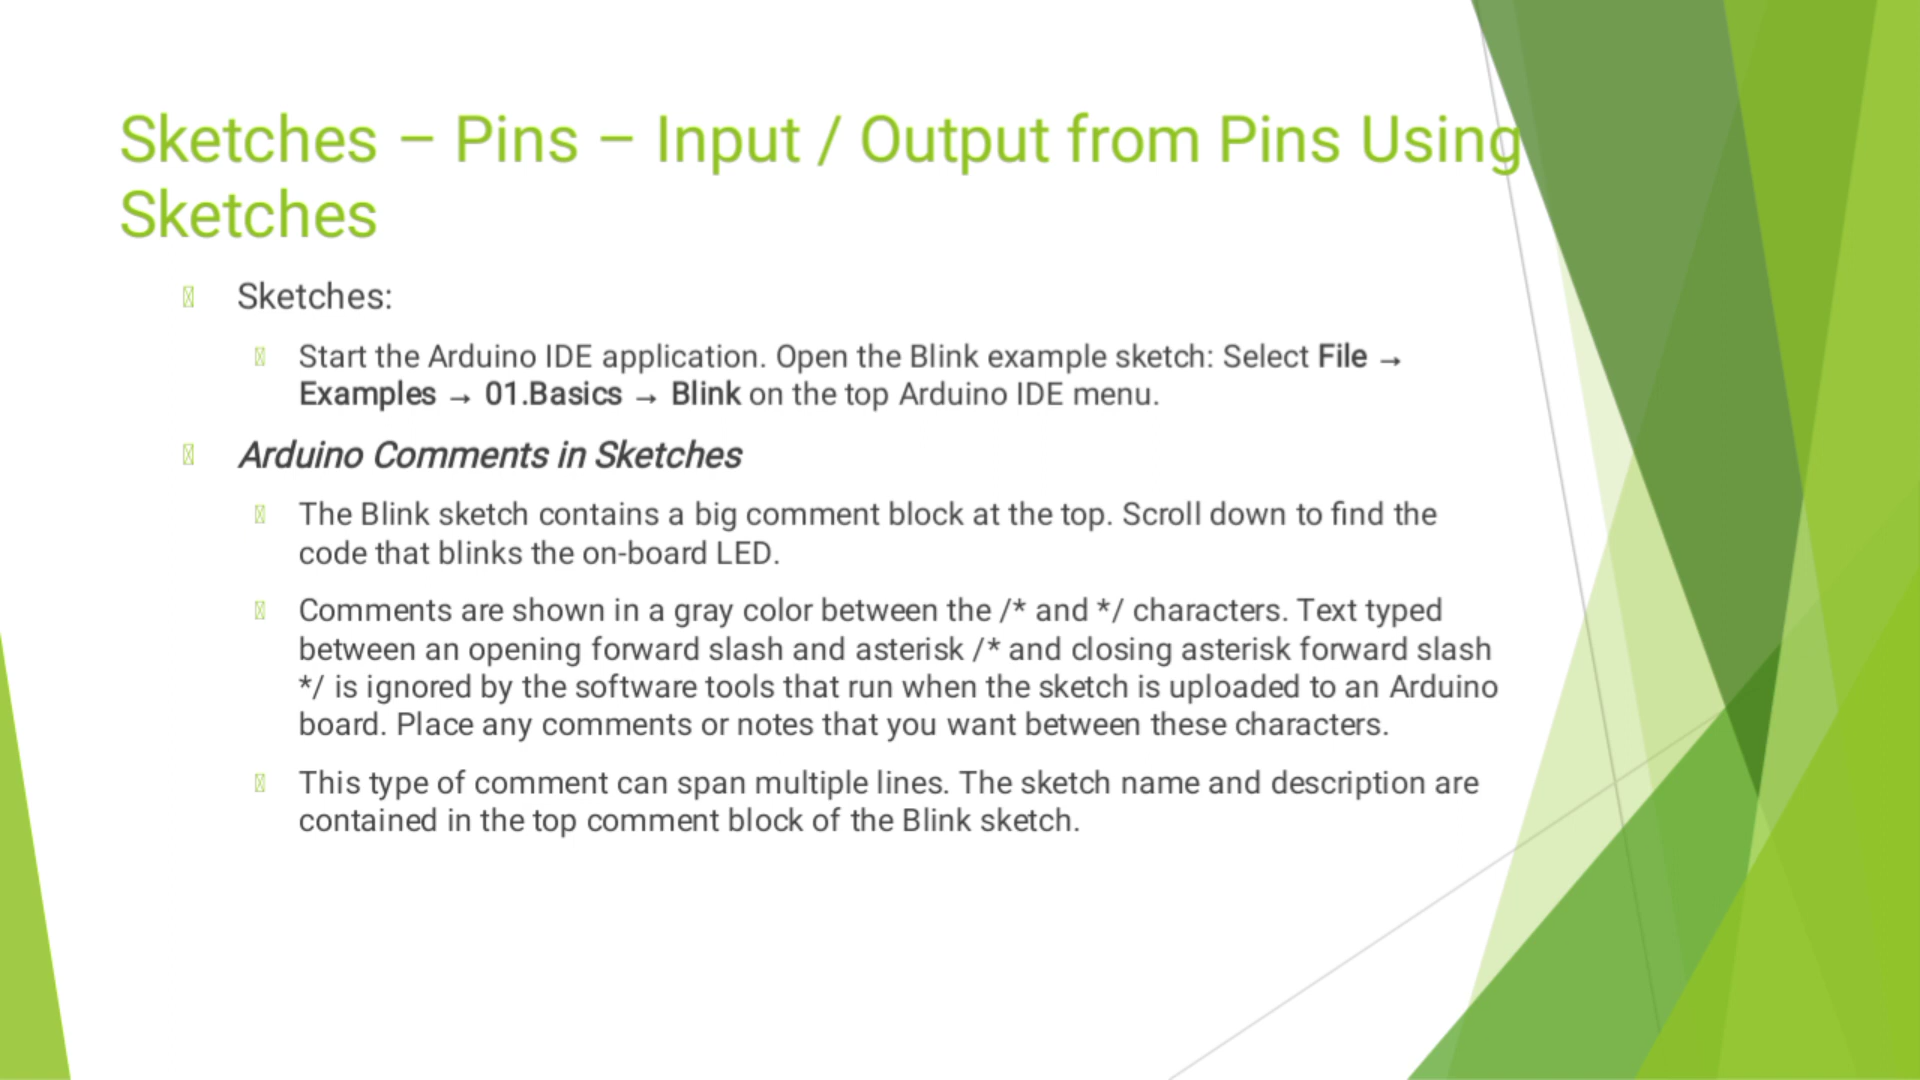 Sketches – Pins – Input / Output from Pins Using
Sketches
Sketches:
Start the Arduino IDE application. Open the Blink example sketch: Select File →
Examples → 01.Basics → Blink on the top Arduino IDE menu.
Arduino Comments in Sketches
The Blink sketch contains a big comment block at the top. Scroll down to find the
code that blinks the on-board LED.
Comments are shown in a gray color between the /* and */ characters. Text typed
between an opening forward slash and asterisk /* and closing asterisk forward slash
*/ is ignored by the software tools that run when the sketch is uploaded to an Arduino
board. Place any comments or notes that you want between these characters.
This type of comment can span multiple lines. The sketch name and description are
contained in the top comment block of the Blink sketch.